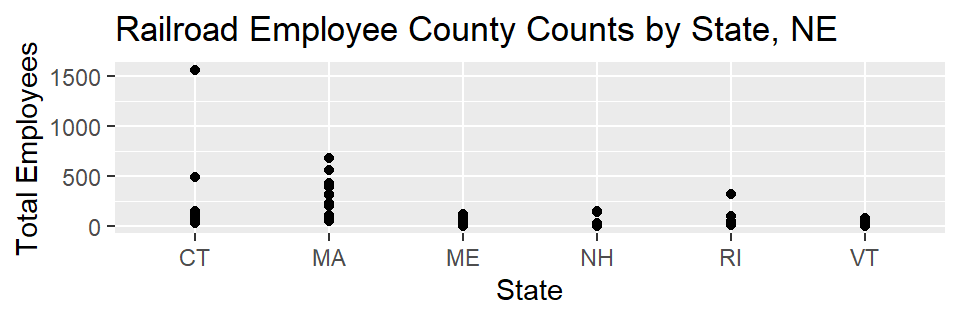 Railroad Employee County Counts by State, NE
Total Employees
1500
1000
500
0
CT MA ME NH RI VT
State